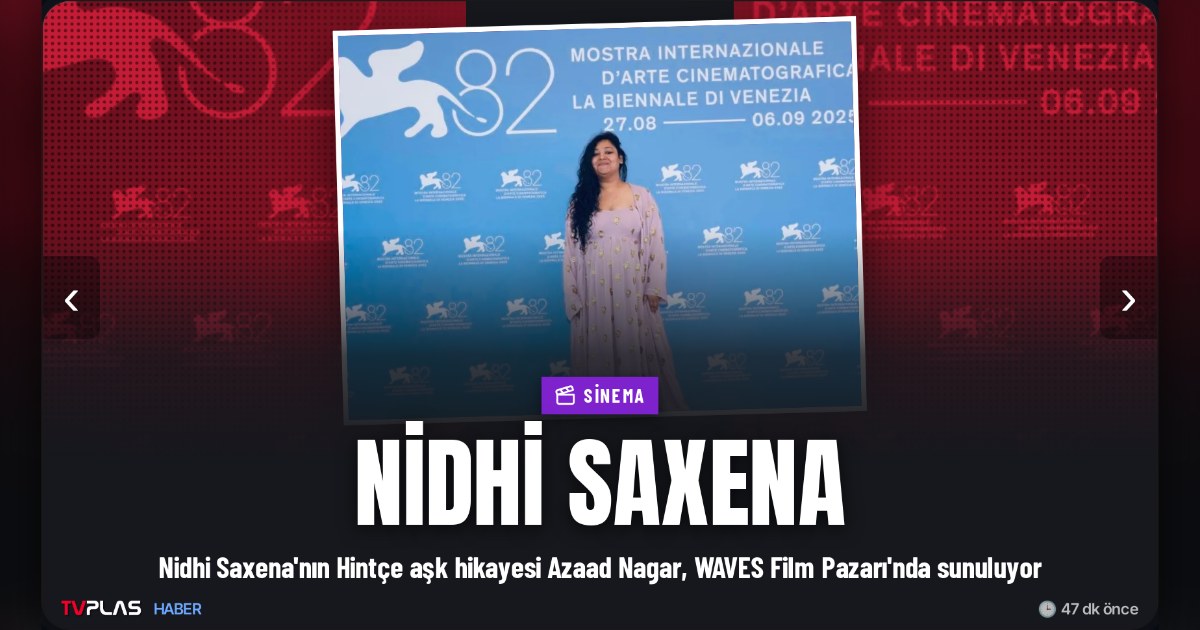 82
MOSTRA INTERNAZIONALE
D'ARTE CINEMATOGRAFICA
LA BIENNALE DI VENEZIA
27.08 06.09 2025
D'ARTE CINEMATOGRA
ALE DI VENEZIA
06.09
‹
›
SİNEMA
NİDHİ SAXENA
Nidhi Saxena'nın Hintçe aşk hikayesi Azaad Nagar, WAVES Film Pazarı'nda sunuluyor
TVPLAS HABER
47 dk önce